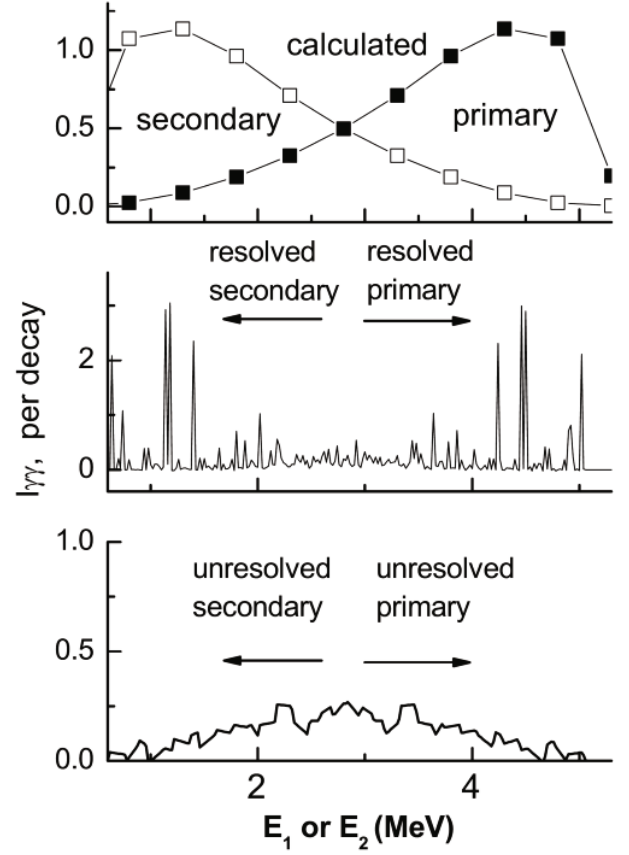 1.0
calculated
secondary
primary
0.5
0.0
resolved
secondary
resolved
primary
2
0
Iγγ, per decay
1.0
unresolved
secondary
unresolved
primary
0.5
0.0
2
4
E₁ or E₂ (MeV)